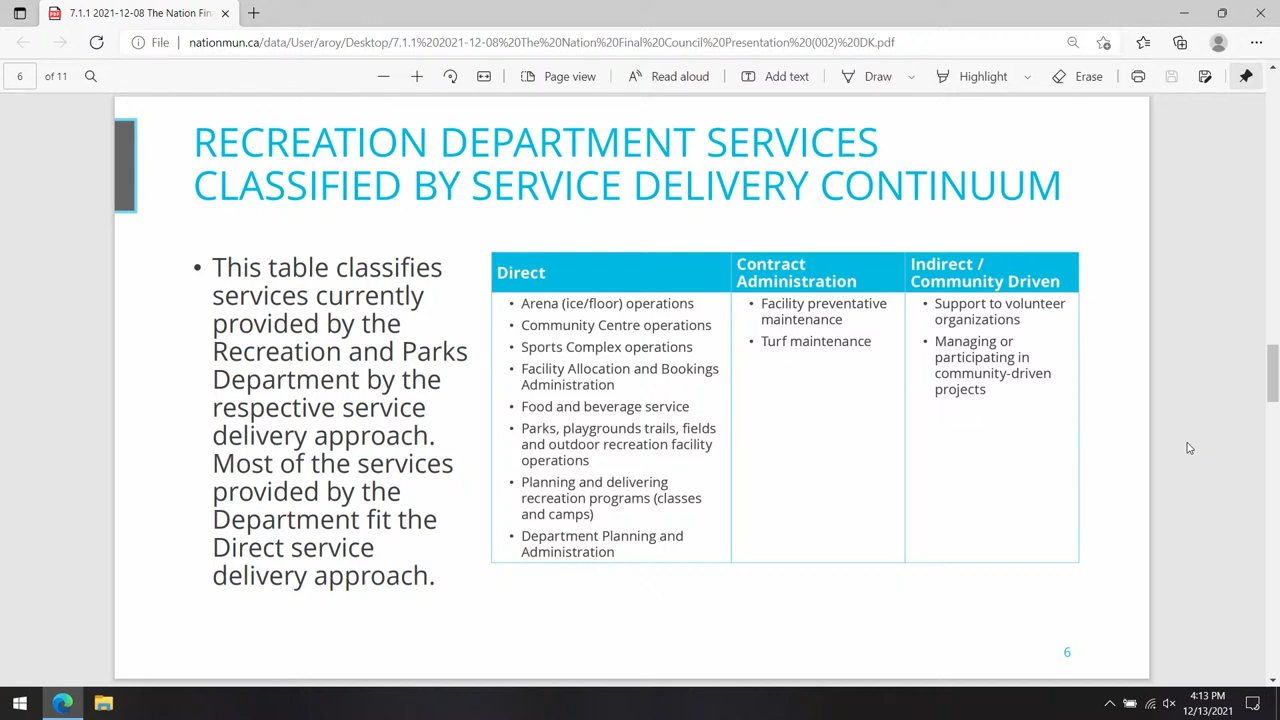 7.1.1 2021-12-08 The Nation Fin
File
nationmun.ca/data/User/aroy/Desktop/7.1.1%202021-12-08%20The%20Nation%20Final%20Council%20Presentation%20(002)%20DK.pdf
6 of 11
Page view
Read aloud
Add text
Draw
Highlight
Erase
RECREATION DEPARTMENT SERVICES
CLASSIFIED BY SERVICE DELIVERY CONTINUUM
• This table classifies
services currently
provided by the
Recreation and Parks
Department by the
respective service
delivery approach.
Most of the services
provided by the
Department fit the
Direct service
delivery approach.
Direct
• Arena (ice/floor) operations
• Community Centre operations
• Sports Complex operations
• Facility Allocation and Bookings
Administration
• Food and beverage service
• Parks, playgrounds trails, fields
and outdoor recreation facility
operations
• Planning and delivering
recreation programs (classes
and camps)
• Department Planning and
Administration
Contract
Administration
• Facility preventative
maintenance
• Turf maintenance
Indirect /
Community Driven
• Support to volunteer
organizations
• Managing or
participating in
community-driven
projects
6
4:13 PM
12/13/2021